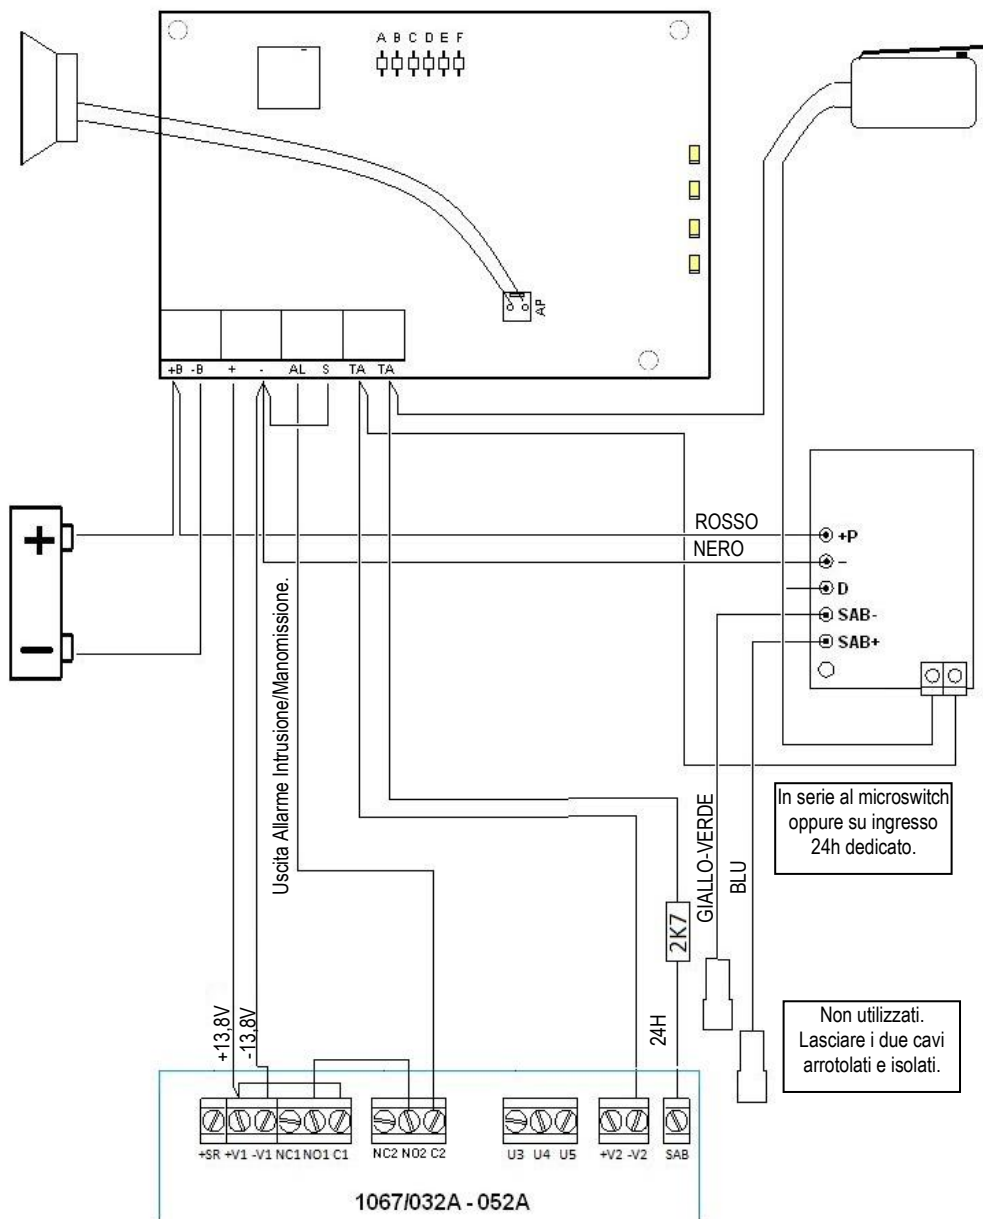 A B C D E F
AP
+B -B + - AL S TA TA
+
−
ROSSO
NERO
+P
−
D
SAB-
SAB+
Uscita Allarme Intrusione/Manomissione.
In serie al microswitch
oppure su ingresso
24h dedicato.
GIALLO-VERDE
BLU
2K7
+13,8V
-13,8V
24H
Non utilizzati.
Lasciare i due cavi
arrotolati e isolati.
+SR +V1 -V1 NC1 NO1 C1 NC2 NO2 C2 U3 U4 U5 +V2 -V2 SAB
1067/032A - 052A